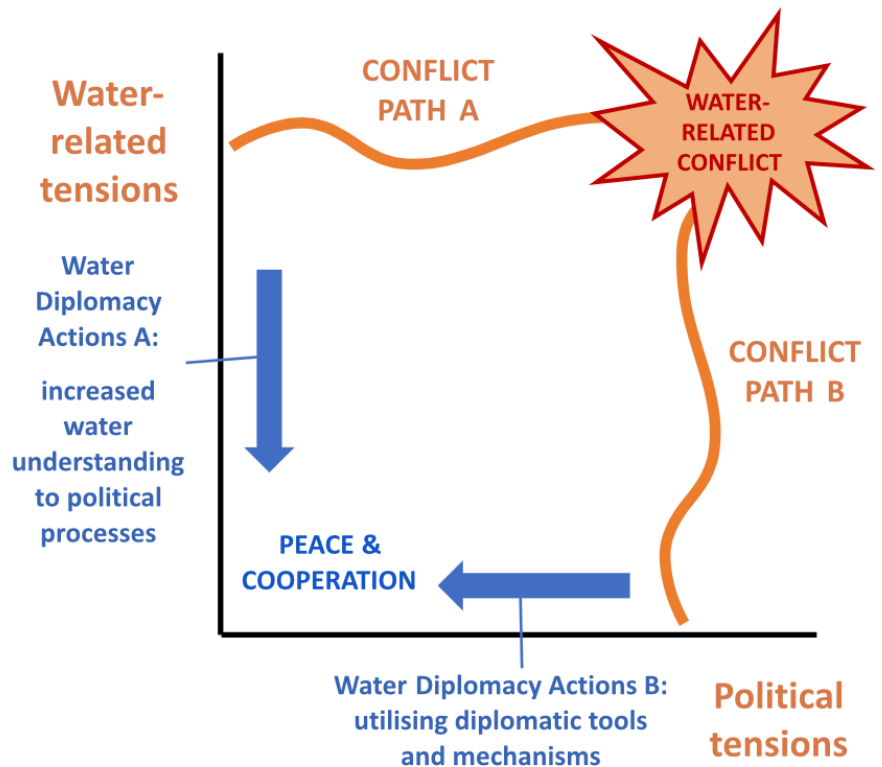 Water-
related
tensions
CONFLICT
PATH A
WATER-
RELATED
CONFLICT
Water
Diplomacy
Actions A:
increased
water
understanding
to political
processes
CONFLICT
PATH B
PEACE &
COOPERATION
Water Diplomacy Actions B:
utilising diplomatic tools
and mechanisms
Political
tensions